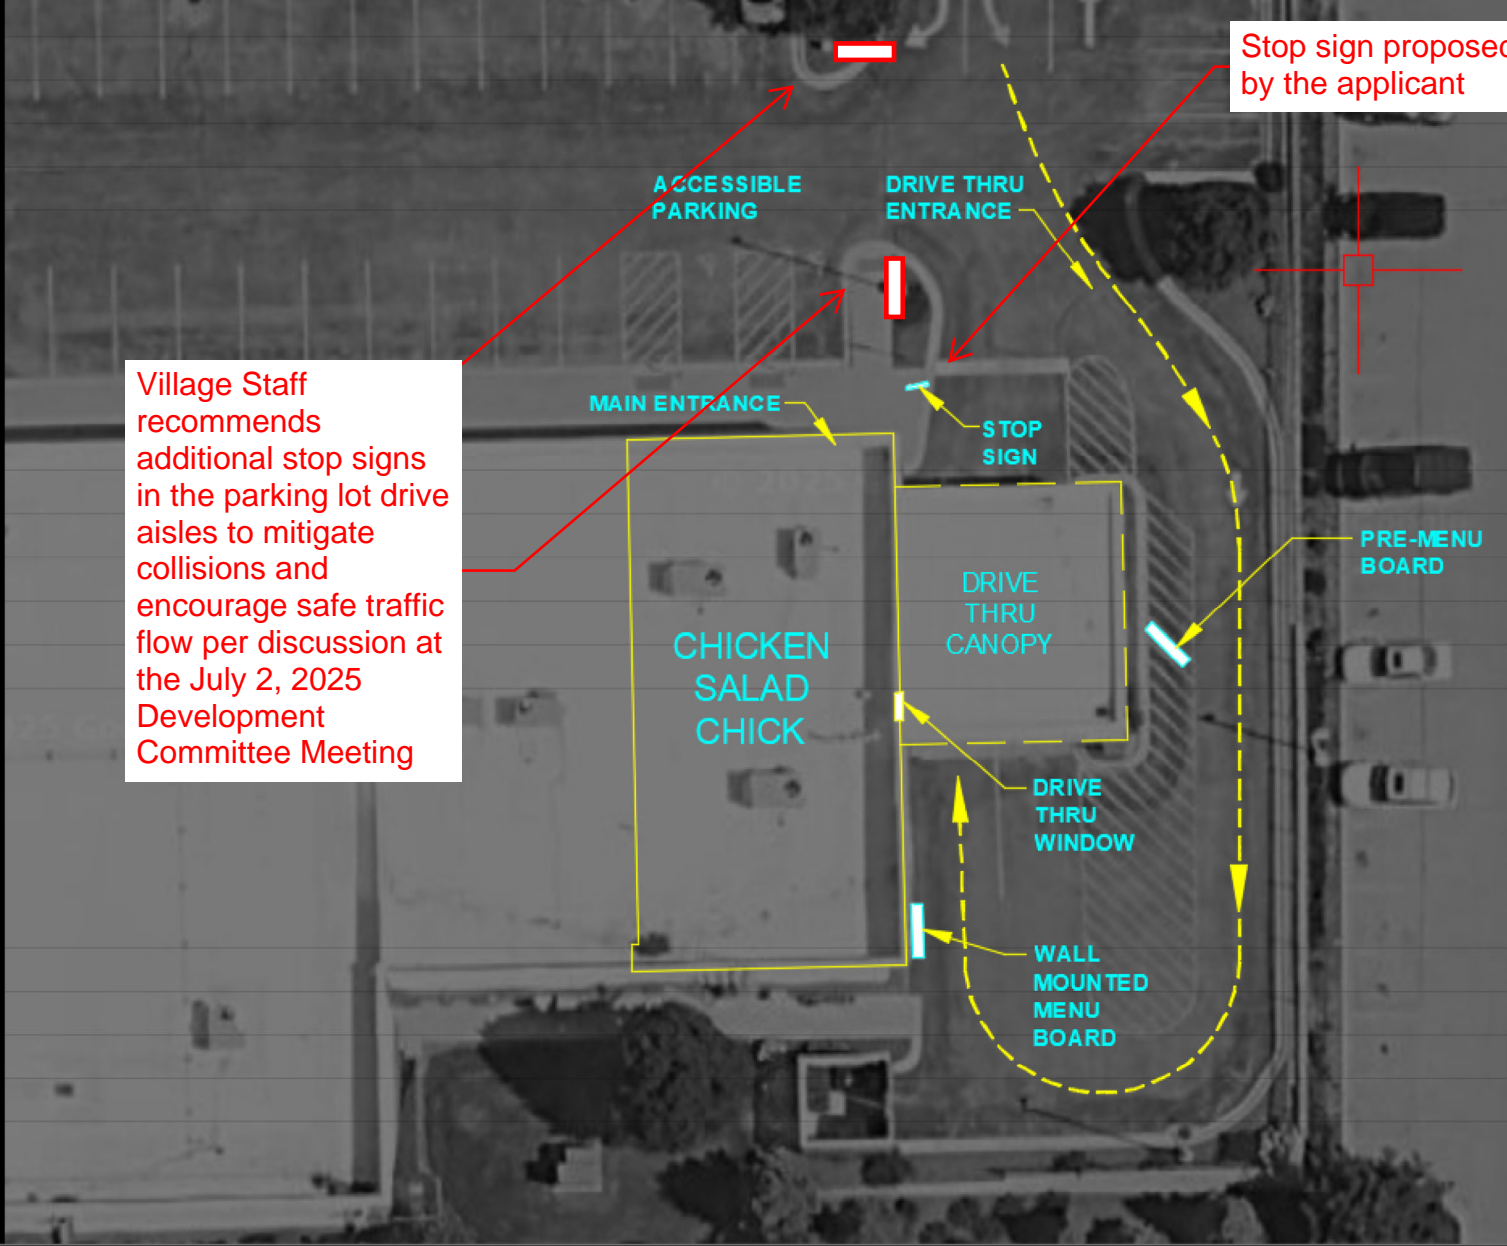 Stop sign proposed
by the applicant
ACCESSIBLE
PARKING
DRIVE THRU
ENTRANCE
Village Staff
recommends
additional stop signs
in the parking lot drive
aisles to mitigate
collisions and
encourage safe traffic
flow per discussion at
the July 2, 2025
Development
Committee Meeting
MAIN ENTRANCE
STOP
SIGN
PRE-MENU
BOARD
DRIVE
THRU
CANOPY
CHICKEN
SALAD
CHICK
DRIVE
THRU
WINDOW
WALL
MOUNTED
MENU
BOARD